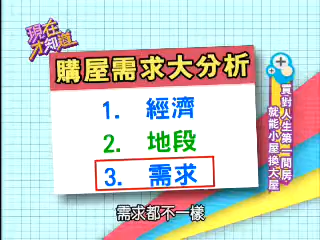 現在
才知道
購屋需求大分析
1. 經濟
2. 地段
3. 需求
買對人生第一間房
就能小屋換大屋
需求都不一樣